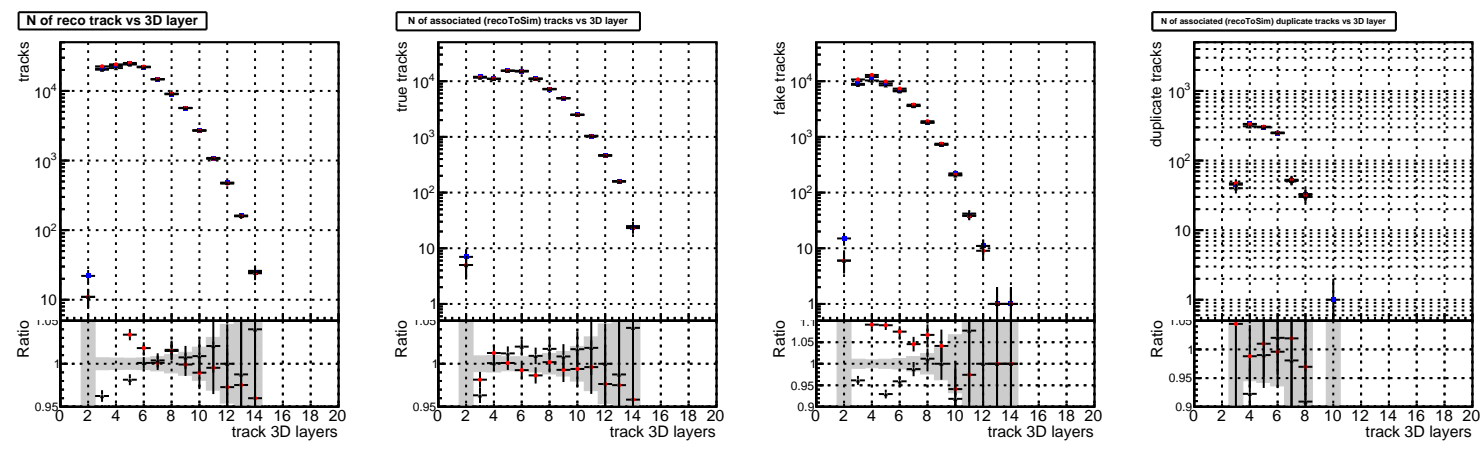 N of reco track vs 3D layer
tracks
10⁴
10³
10²
10
Ratio
1.05
1
0.95
0 2 4 6 8 10 12 14 16 18 20
track 3D layers
N of associated (recoToSim) tracks vs 3D layer
true tracks
10⁴
10³
10²
10
1
Ratio
1.05
1
0.95
0 2 4 6 8 10 12 14 16 18 20
track 3D layers
fake tracks
10⁴
10³
10²
10
1
Ratio
1.1
1.05
1
0.95
0.9
0 2 4 6 8 10 12 14 16 18 20
track 3D layers
N of associated (recoToSim) duplicate tracks vs 3D layer
duplicate tracks
10³
10²
10
1
Ratio
1.05
1
0.95
0.9
0 2 4 6 8 10 12 14 16 18 20
track 3D layers